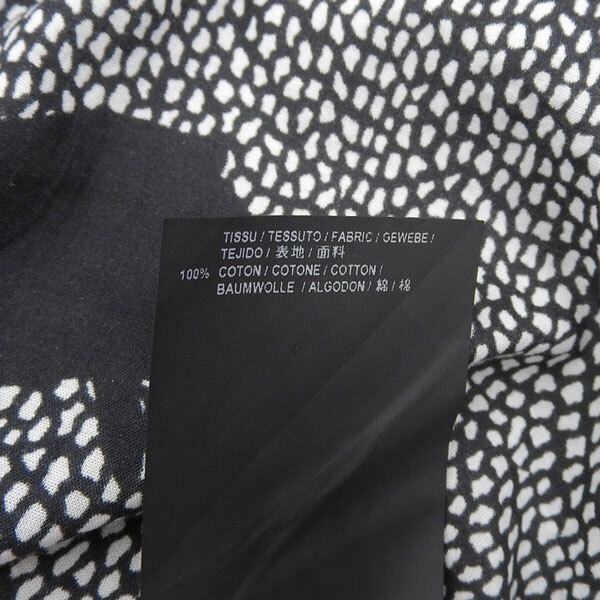 TISSU / TESSUTO / FABRIC / GEWEBE /
TEJIDO / 表地 / 面料
100% COTON / COTONE / COTTON /
BAUMWOLLE / ALGODON / 綿 / 棉